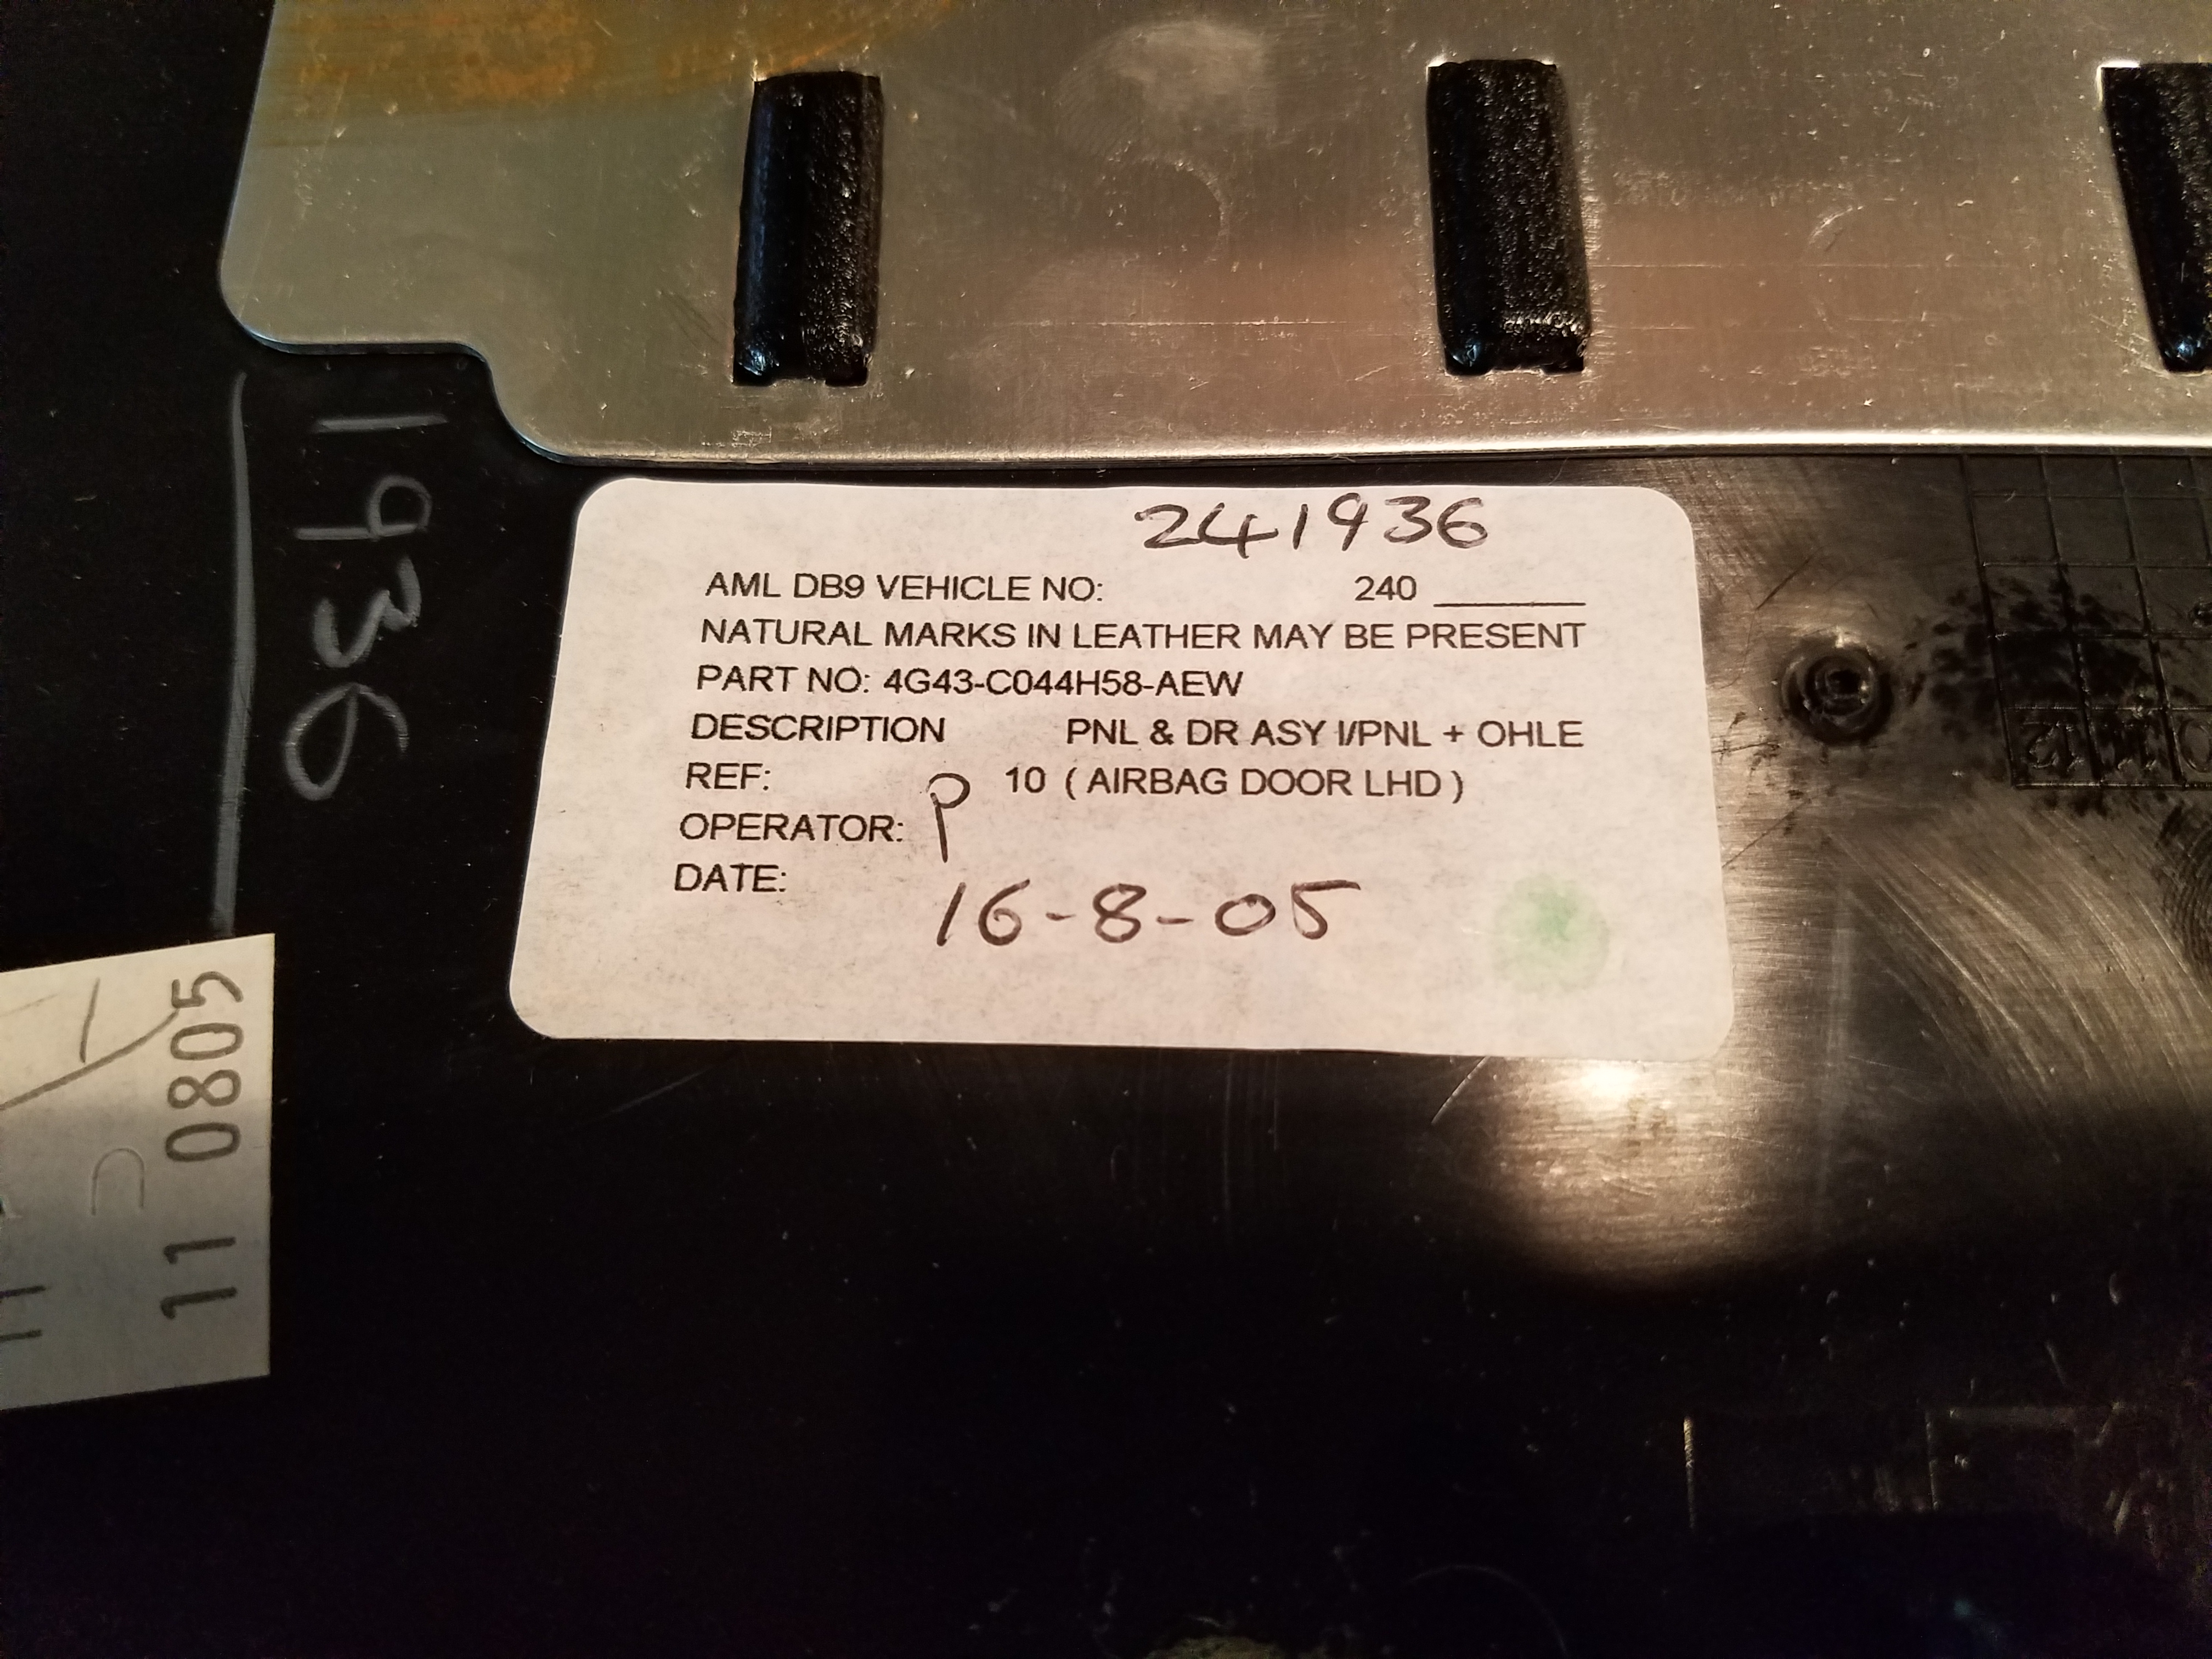 241936
AML DB9 VEHICLE NO: 240 ______
NATURAL MARKS IN LEATHER MAY BE PRESENT
PART NO: 4G43-C044H58-AEW
DESCRIPTION PNL & DR ASY I/PNL + OHLE
REF: 10 ( AIRBAG DOOR LHD )
OPERATOR: P
DATE: 16-8-05
1936
11 0805